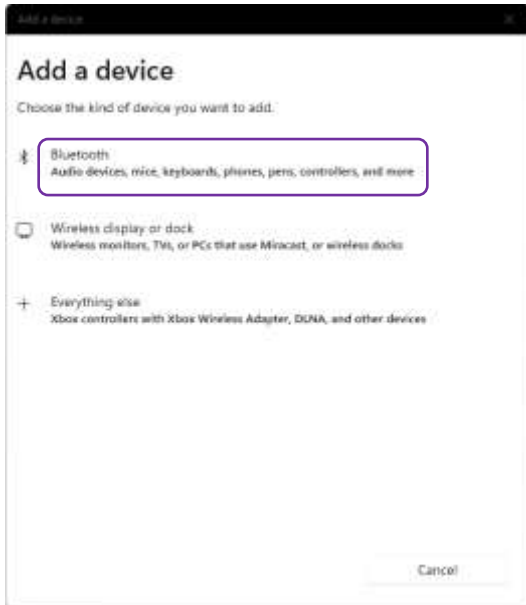 Add a device
Add a device
Choose the kind of device you want to add.
Bluetooth
Audio devices, mice, keyboards, phones, pens, controllers, and more
Wireless display or dock
Wireless monitors, TVs, or PCs that use Miracast, or wireless docks
Everything else
Xbox controllers with Xbox Wireless Adapter, DLNA, and other devices
Cancel